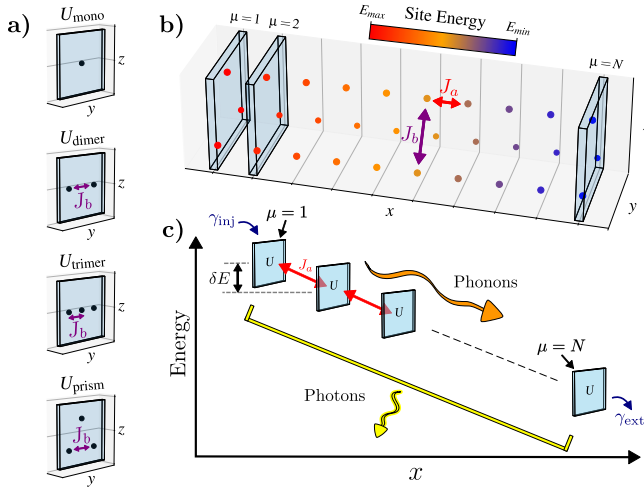 a)
U_mono
z
y
U_dimer
J_b
z
y
U_trimer
J_b
z
y
U_prism
J_b
z
y
b)
μ = 1
μ = 2
E_max
Site Energy
E_min
μ = N
J_a
J_b
x
y
c)
γ_inj
μ = 1
U
J_a
δE
U
U
Phonons
Energy
Photons
μ = N
U
γ_ext
x